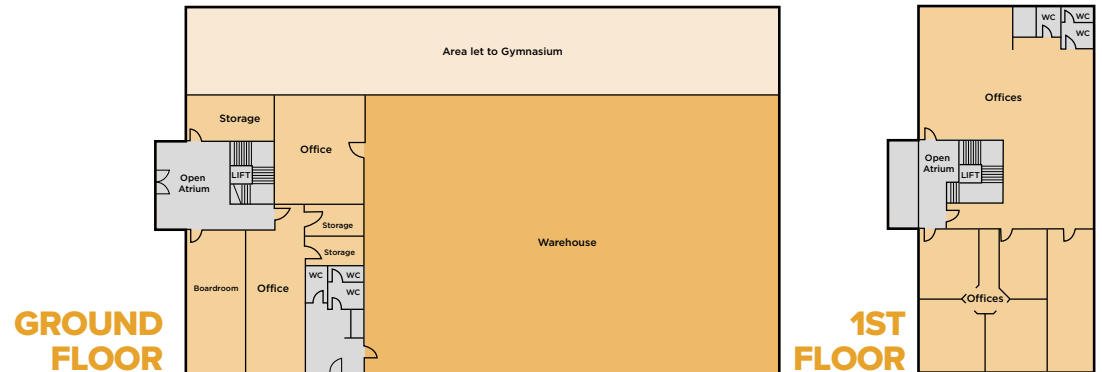 Area let to Gymnasium
Storage
Office
Open
Atrium
LIFT
Storage
Storage
Warehouse
Boardroom
Office
WC
WC
WC
GROUND
FLOOR
WC
WC
WC
Offices
Open
Atrium
LIFT
Offices
1ST
FLOOR